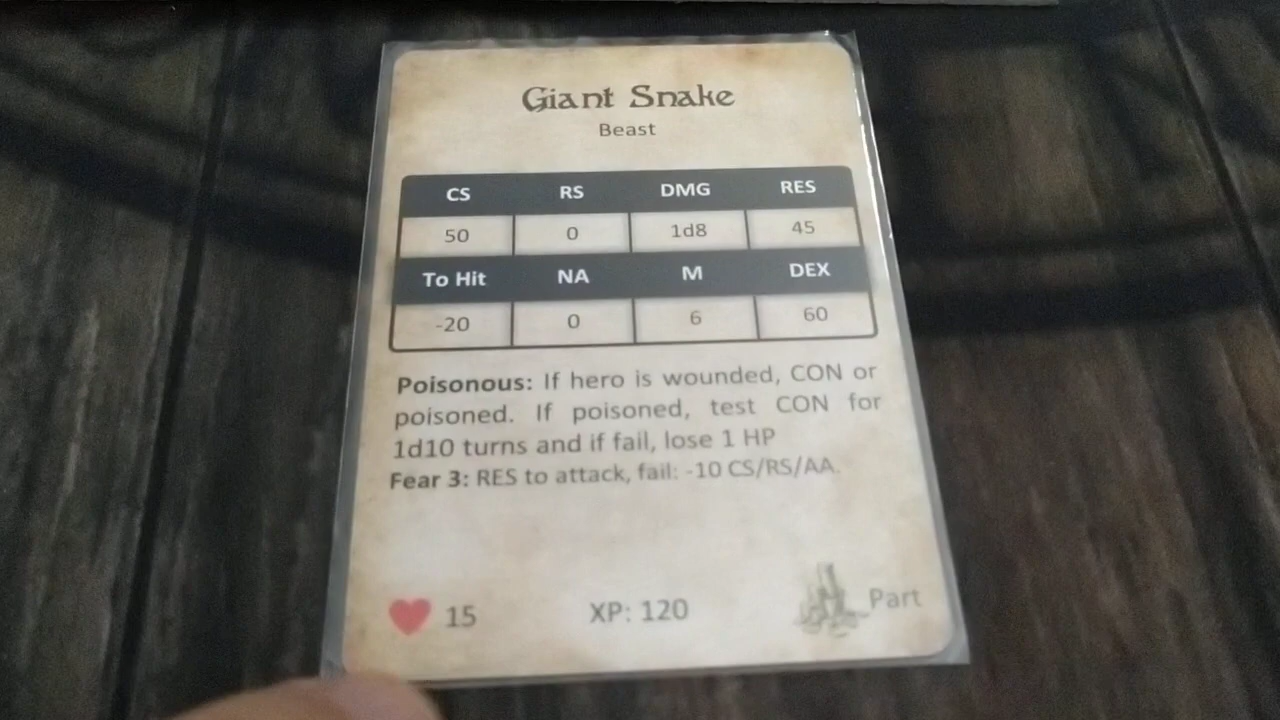 Giant Snake
Beast
CS RS DMG RES
50 0 1d8 45
To Hit NA M DEX
-20 0 6 60
Poisonous: If hero is wounded, CON or
poisoned. If poisoned, test CON for
1d10 turns and if fail, lose 1 HP
Fear 3: RES to attack, fail: -10 CS/RS/AA.
15 XP: 120 Part